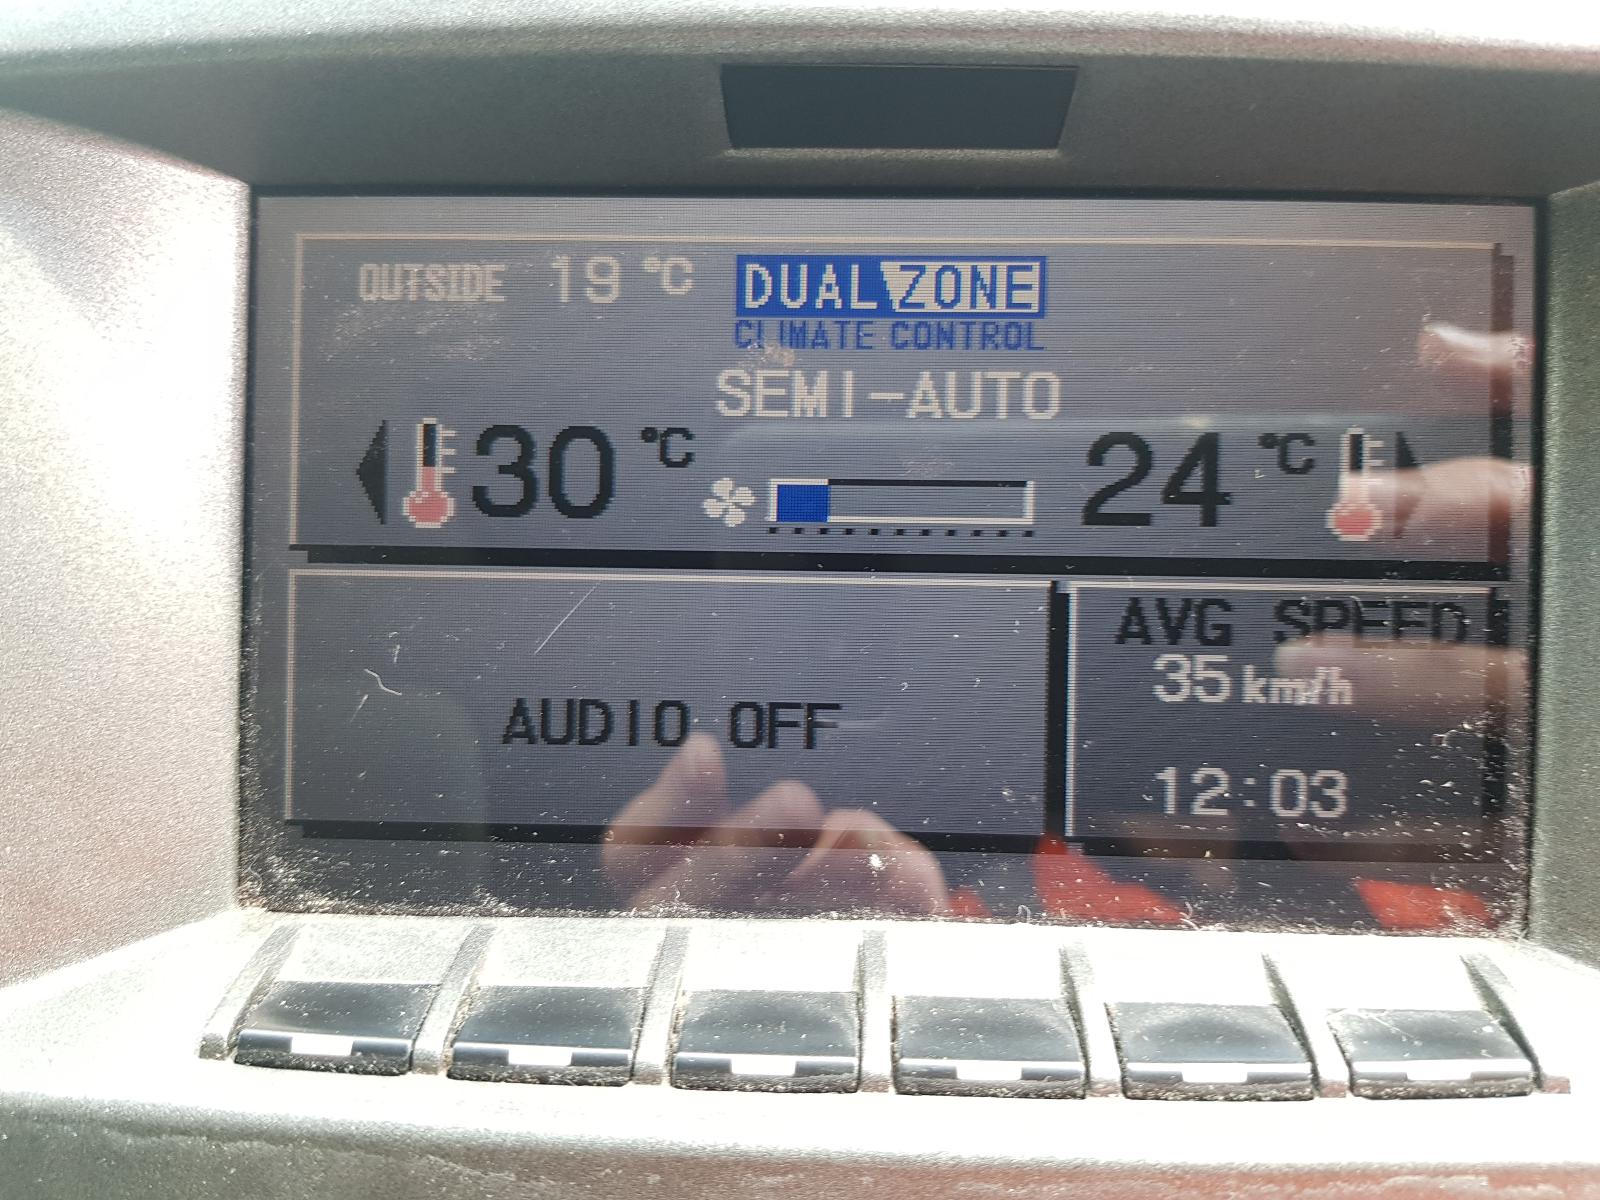 OUTSIDE 19 °C
DUAL ZONE
CLIMATE CONTROL
SEMI-AUTO
30 °C
24 °C
AUDIO OFF
AVG SPEED
35 km/h
12:03